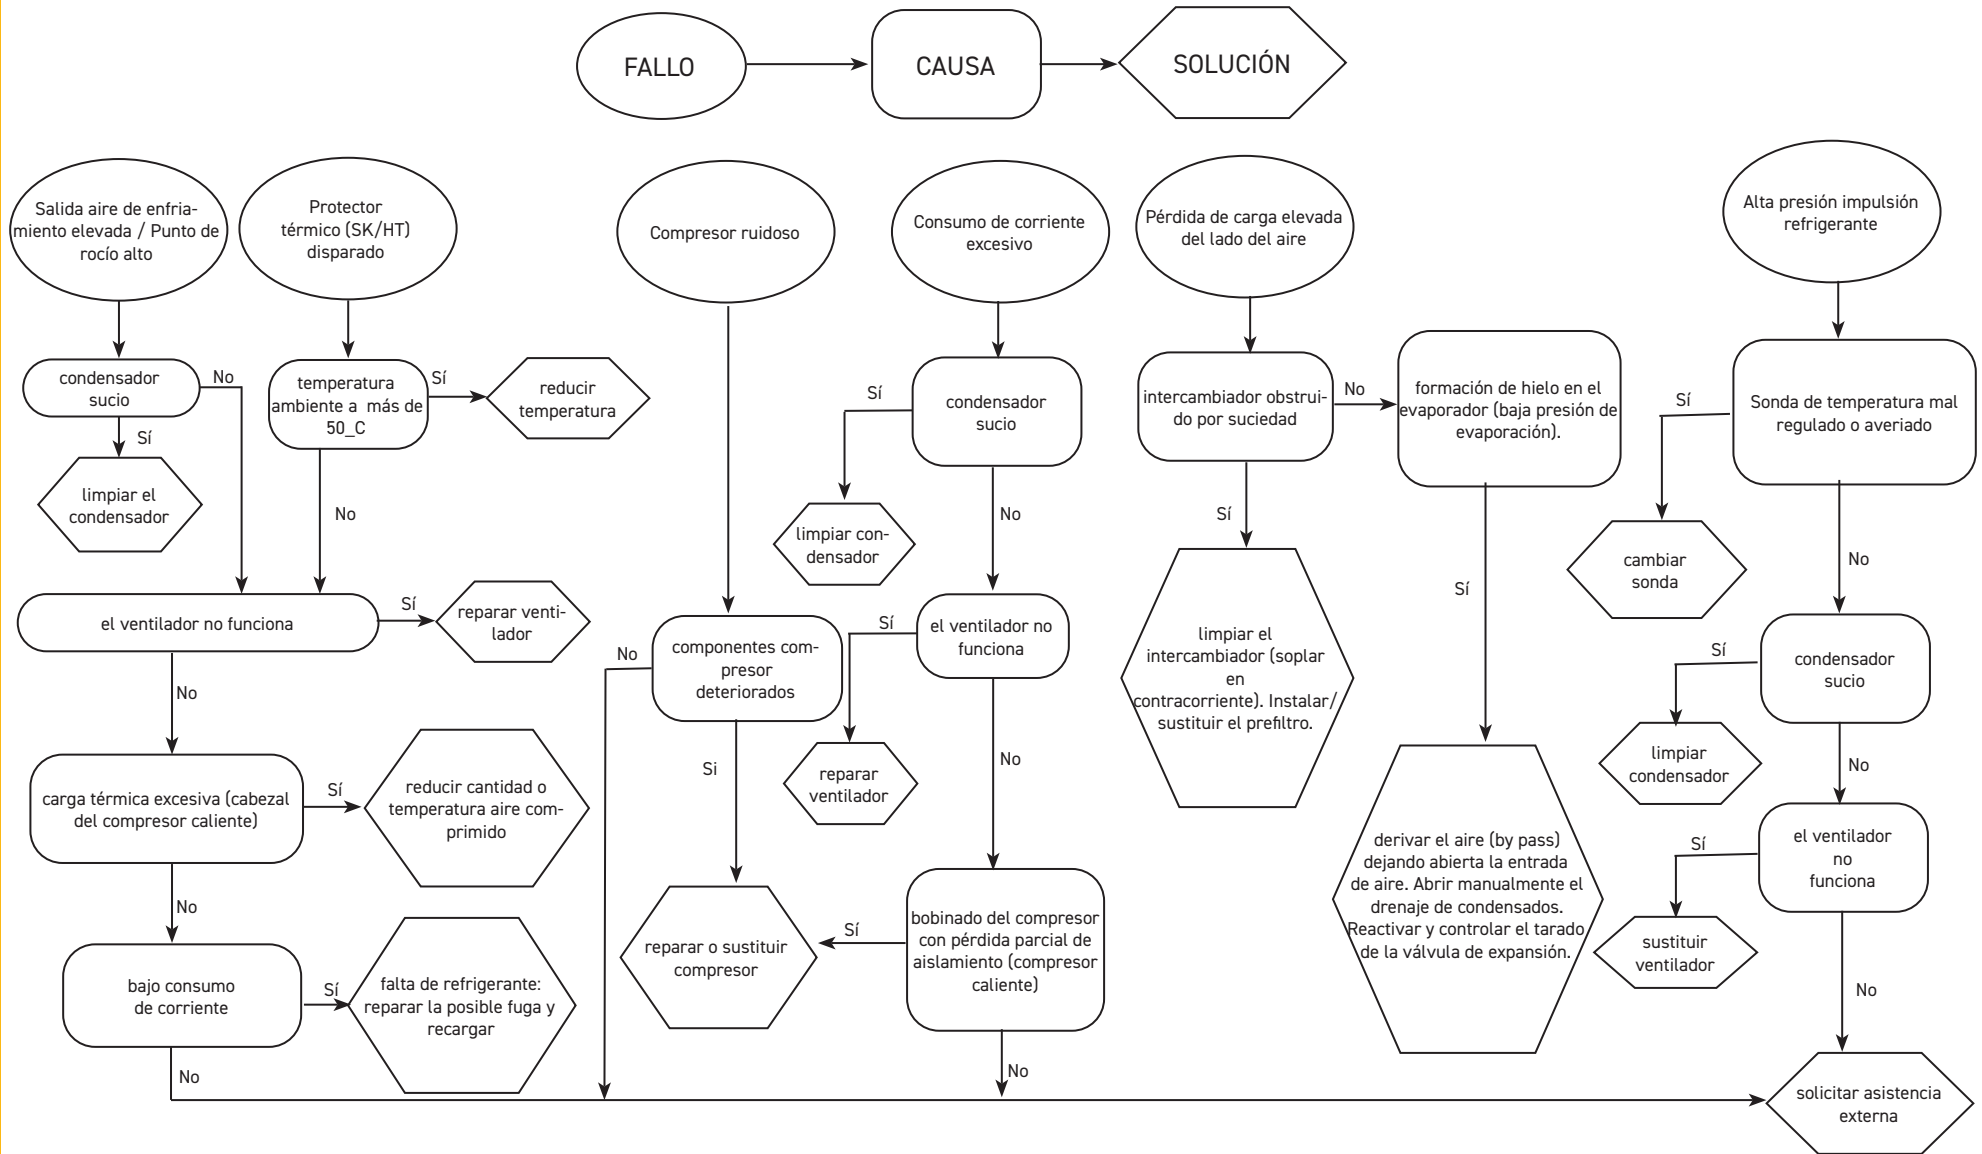 FALLO
CAUSA
SOLUCIÓN
Salida aire de enfria-
miento elevada / Punto de
rocío alto
condensador
sucio
No
Sí
limpiar el
condensador
Protector
térmico (SK/HT)
disparado
temperatura
ambiente a  más de
50_C
Sí
reducir
temperatura
No
el ventilador no funciona
Sí
reparar venti-
lador
No
carga térmica excesiva (cabezal
del compresor caliente)
Sí
reducir cantidad o
temperatura aire com-
primido
No
bajo consumo
de corriente
Sí
falta de refrigerante:
reparar la posible fuga y
recargar
No
Compresor ruidoso
componentes com-
presor
deteriorados
No
Si
reparar o sustituir
compresor
Consumo de corriente
excesivo
condensador
sucio
Sí
limpiar con-
densador
No
el ventilador no
funciona
Sí
reparar
ventilador
No
bobinado del compresor
con pérdida parcial de
aislamiento (compresor
caliente)
Sí
No
Pérdida de carga elevada
del lado del aire
intercambiador obstrui-
do por suciedad
Sí
limpiar el
intercambiador (soplar
en
contracorriente). Instalar/
sustituir el prefiltro.
No
formación de hielo en el
evaporador (baja presión de
evaporación).
Sí
derivar el aire (by pass)
dejando abierta la entrada
de aire. Abrir manualmente el
drenaje de condensados.
Reactivar y controlar el tarado
de la válvula de expansión.
Alta presión impulsión
refrigerante
Sonda de temperatura mal
regulado o averiado
Sí
cambiar
sonda
No
condensador
sucio
Sí
limpiar
condensador
No
el ventilador
no
funciona
Sí
sustituir
ventilador
No
solicitar asistencia
externa